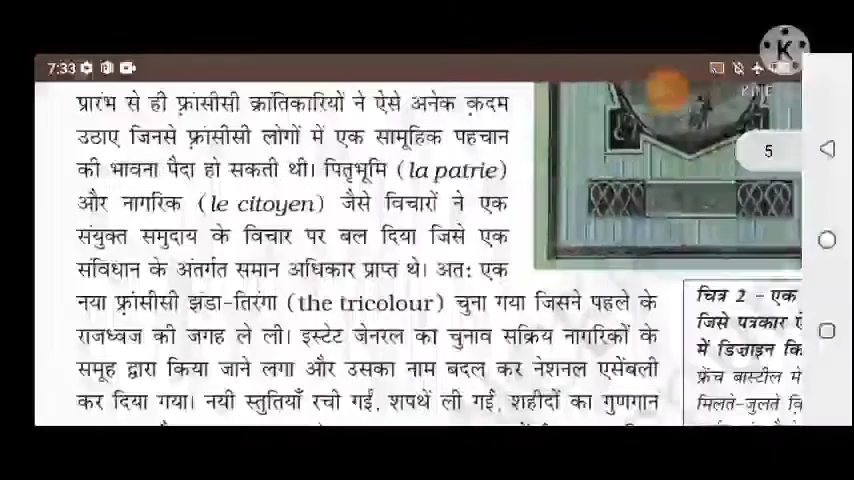 7:33
K
PINE
5
प्रारंभ से ही फ़्रांसीसी क्रांतिकारियों ने ऐसे अनेक क़दम
उठाए जिनसे फ़्रांसीसी लोगों में एक सामूहिक पहचान
की भावना पैदा हो सकती थी। पितृभूमि (la patrie)
और नागरिक (le citoyen) जैसे विचारों ने एक
संयुक्त समुदाय के विचार पर बल दिया जिसे एक
संविधान के अंतर्गत समान अधिकार प्राप्त थे। अतः एक
नया फ़्रांसीसी झंडा-तिरंगा (the tricolour) चुना गया जिसने पहले के
राजध्वज की जगह ले ली। इस्टेट जेनरल का चुनाव सक्रिय नागरिकों के
समूह द्वारा किया जाने लगा और उसका नाम बदल कर नेशनल एसेंबली
कर दिया गया। नयी स्तुतियाँ रची गईं, शपथें ली गईं, शहीदों का गुणगान
चित्र 2 - एक
जिसे पत्रकार
में डिज़ाइन कि
फ़्रेंच बास्टील मे
मिलते-जुलते